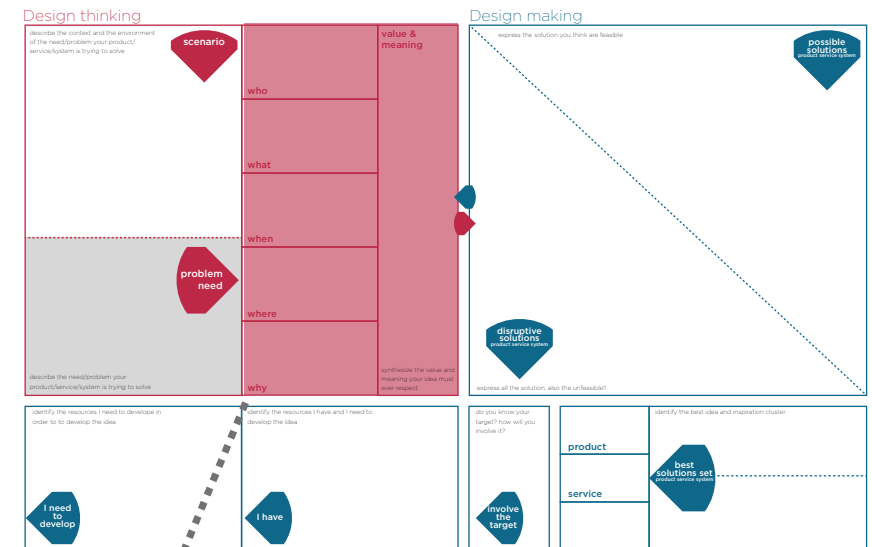 Design thinking
describe the context and the environment
of the need/problem your product/
service/system is trying to solve
scenario
problem
need
describe the need/problem your
product/service/system is trying to solve
who
what
when
where
why
value &
meaning
synthesize the value and
meaning your idea must
ever respect
Design making
express the solution you think are feasible
possible
solutions
product service system
disruptive
solutions
product service system
express all the solution, also the unfeasible!!
identify the resources I need to develope in
order to to develop the idea
I need
to
develop
identify the resources I have and I need to
develop the idea
I have
do you know your
target? how will you
involve it?
involve
the
target
product
service
identify the best idea and inspiration cluster
best
solutions set
product service system